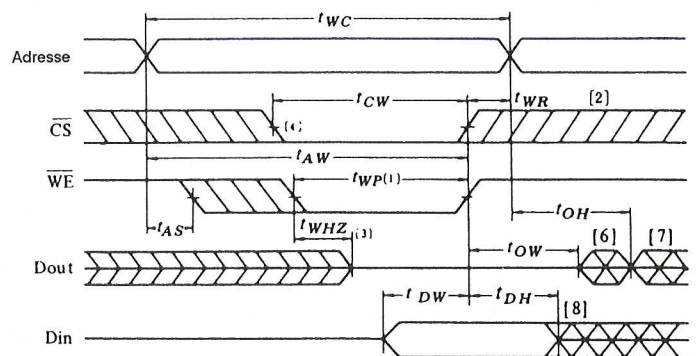 tWC
Adresse
tCW
tWR
[2]
CS
(4)
tAW
WE
tWP(1)
tAS
tWHZ(3)
tOH
tOW
[6]
[7]
Dout
tDW
tDH
[8]
Din